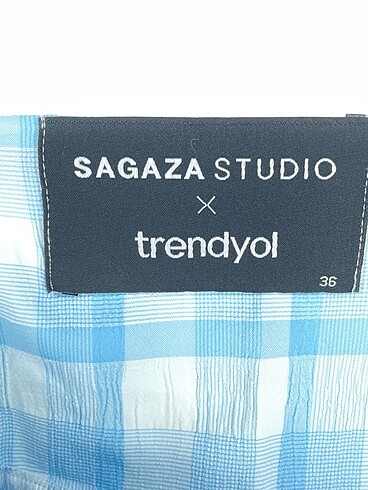 SAGAZA STUDIO
×
trendyol
36